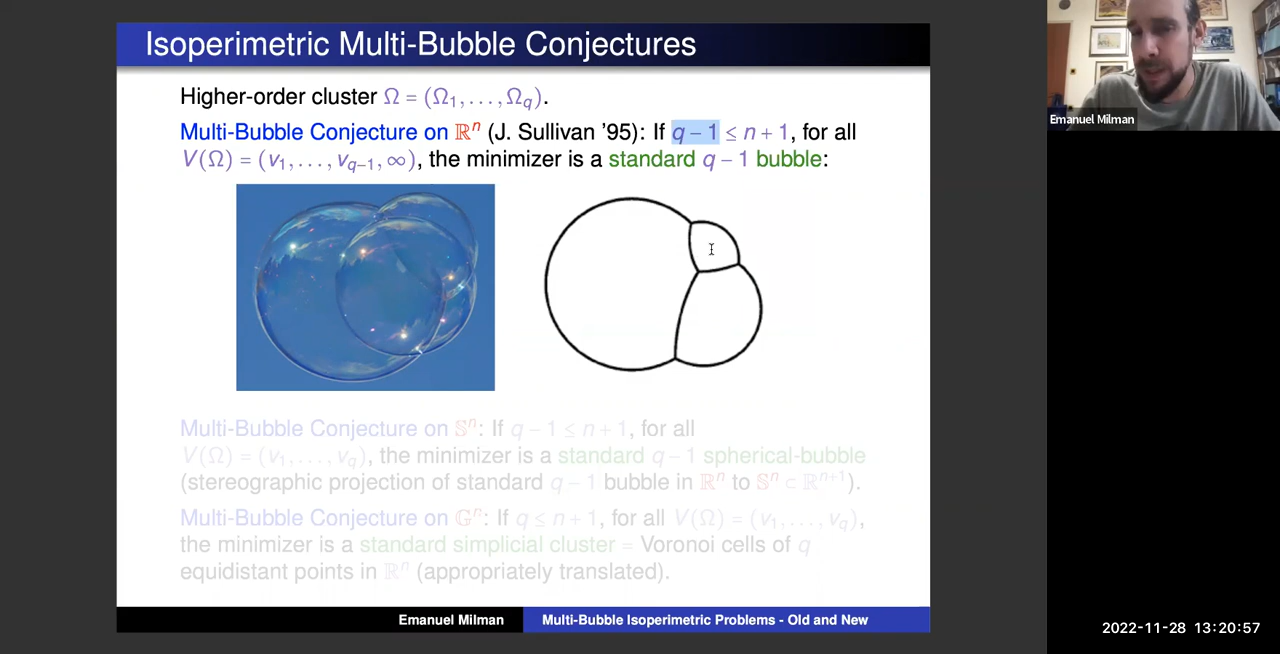 Isoperimetric Multi-Bubble Conjectures
Higher-order cluster Ω = (Ω₁, . . . , Ω_q).
Multi-Bubble Conjecture on ℝⁿ (J. Sullivan '95): If q − 1 ≤ n + 1, for all
V(Ω) = (v₁, . . . , v_{q−1}, ∞), the minimizer is a standard q − 1 bubble:
Multi-Bubble Conjecture on 𝕊ⁿ: If q − 1 ≤ n + 1, for all
V(Ω) = (v₁, . . . , v_q), the minimizer is a standard q − 1 spherical-bubble
(stereographic projection of standard q − 1 bubble in ℝⁿ to 𝕊ⁿ ⊂ ℝⁿ⁺¹).
Multi-Bubble Conjecture on 𝔾ⁿ: If q ≤ n + 1, for all V(Ω) = (v₁, . . . , v_q),
the minimizer is a standard simplicial cluster = Voronoi cells of q
equidistant points in ℝⁿ (appropriately translated).
Emanuel Milman
Multi-Bubble Isoperimetric Problems - Old and New
Emanuel Milman
2022-11-28 13:20:57